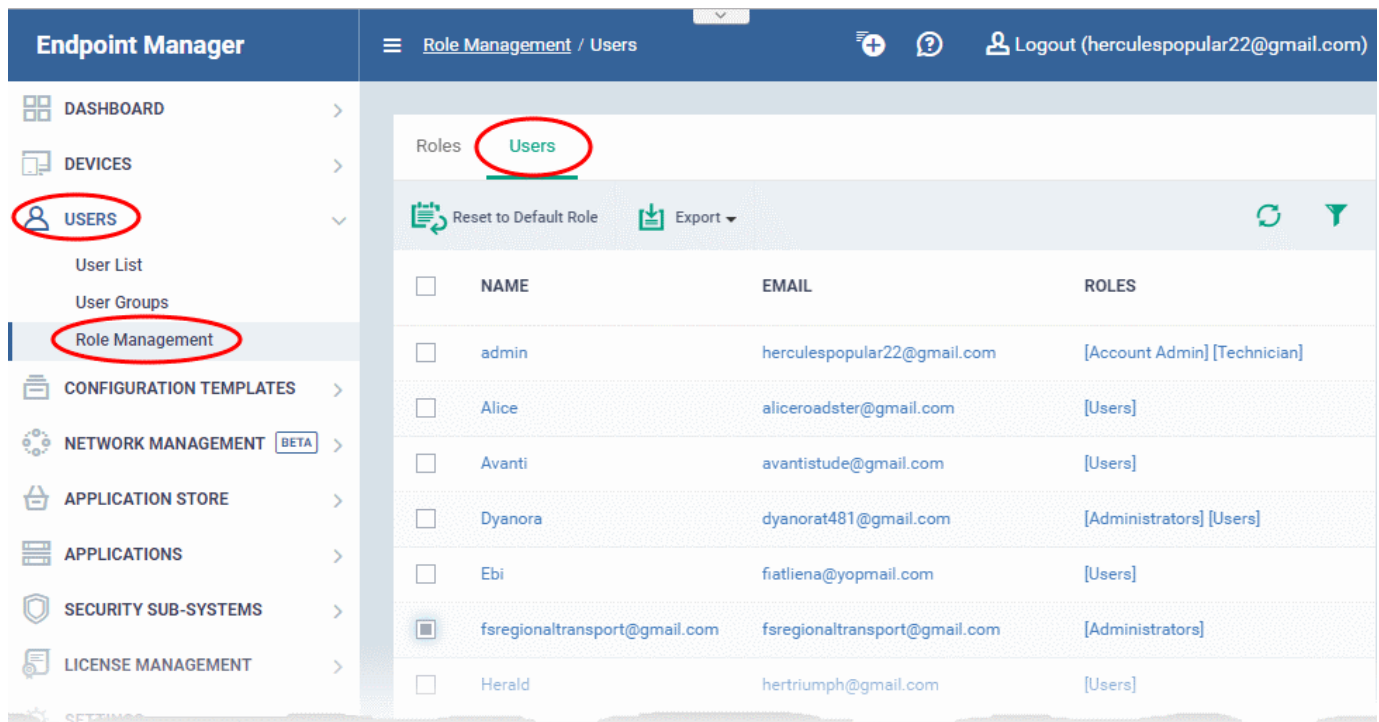 Endpoint Manager
Role Management / Users
Logout (herculespopular22@gmail.com)
DASHBOARD
DEVICES
USERS
User List
User Groups
Role Management
CONFIGURATION TEMPLATES
NETWORK MANAGEMENT BETA
APPLICATION STORE
APPLICATIONS
SECURITY SUB-SYSTEMS
LICENSE MANAGEMENT
SETTINGS
Roles Users
Reset to Default Role Export
NAME EMAIL ROLES
admin herculespopular22@gmail.com [Account Admin] [Technician]
Alice aliceroadster@gmail.com [Users]
Avanti avantistude@gmail.com [Users]
Dyanora dyanorat481@gmail.com [Administrators] [Users]
Ebi fiatliena@yopmail.com [Users]
fsregionaltransport@gmail.com fsregionaltransport@gmail.com [Administrators]
Herald hertriumph@gmail.com [Users]